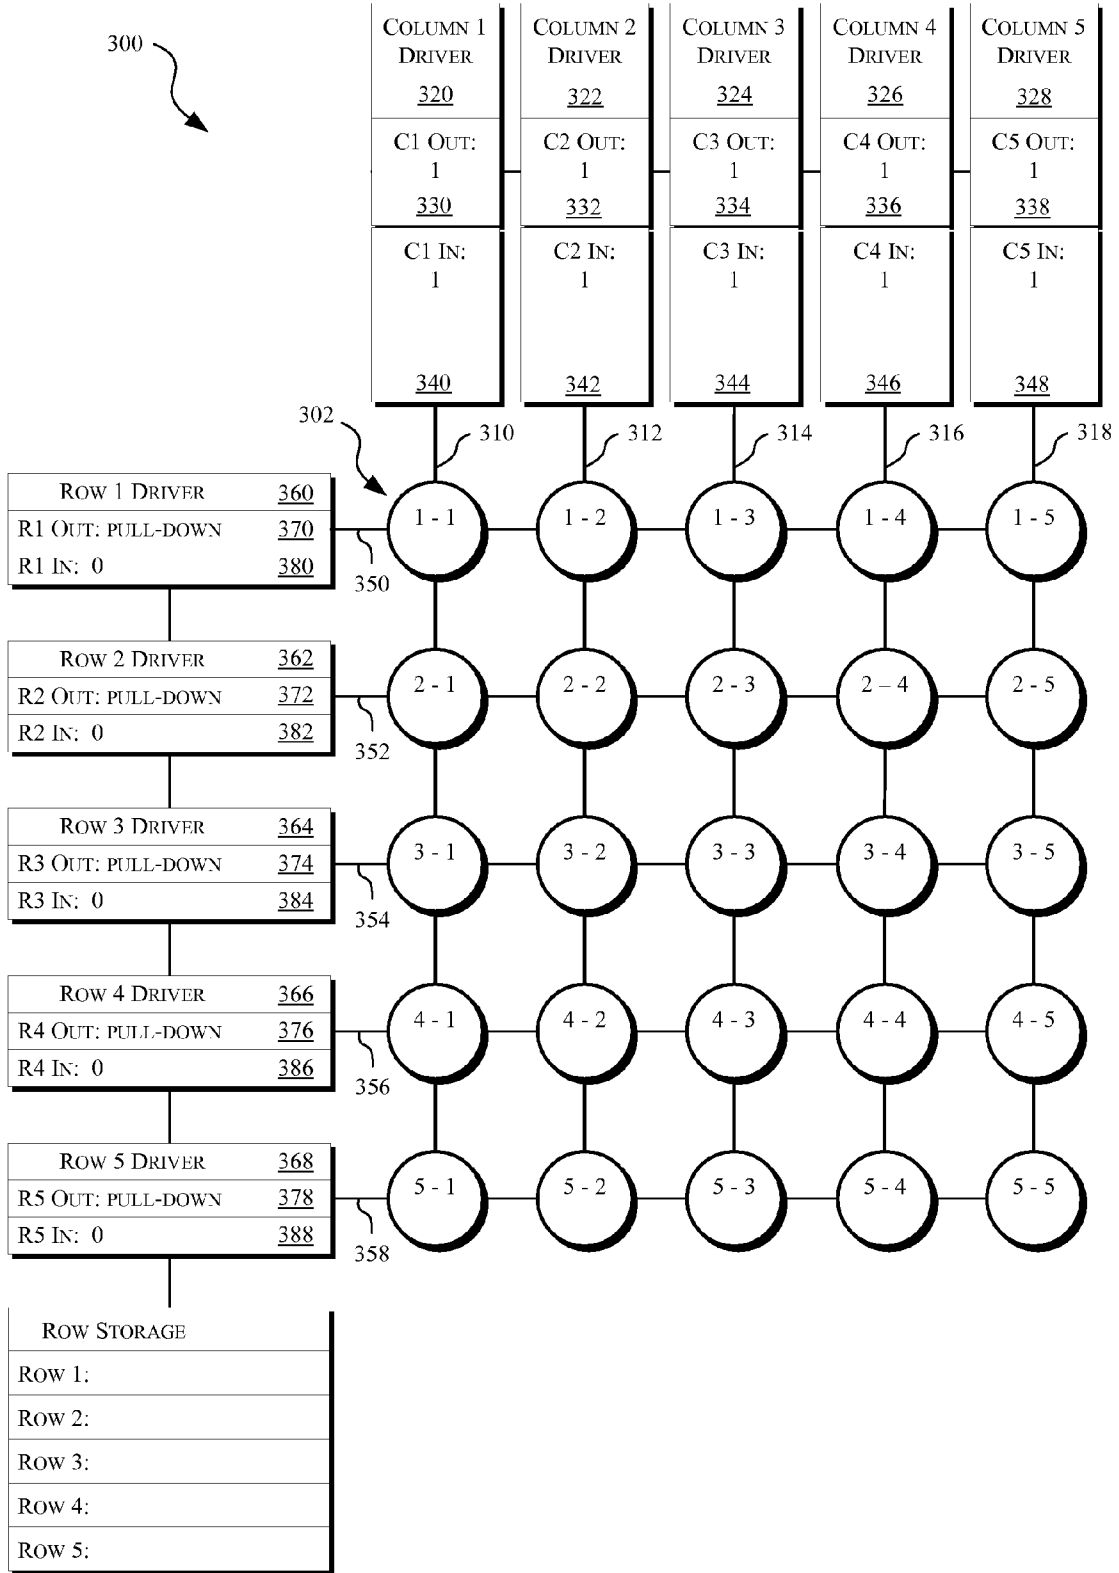 300
COLUMN 1 DRIVER
320
C1 OUT:
1
330
C1 IN:
1
340
COLUMN 2 DRIVER
322
C2 OUT:
1
332
C2 IN:
1
342
COLUMN 3 DRIVER
324
C3 OUT:
1
334
C3 IN:
1
344
COLUMN 4 DRIVER
326
C4 OUT:
1
336
C4 IN:
1
346
COLUMN 5 DRIVER
328
C5 OUT:
1
338
C5 IN:
1
348
302
310
312
314
316
318
ROW 1 DRIVER 360
R1 OUT: PULL-DOWN 370
R1 IN: 0 380
350
1 - 1
1 - 2
1 - 3
1 - 4
1 - 5
ROW 2 DRIVER 362
R2 OUT: PULL-DOWN 372
R2 IN: 0 382
352
2 - 1
2 - 2
2 - 3
2 – 4
2 - 5
ROW 3 DRIVER 364
R3 OUT: PULL-DOWN 374
R3 IN: 0 384
354
3 - 1
3 - 2
3 - 3
3 - 4
3 - 5
ROW 4 DRIVER 366
R4 OUT: PULL-DOWN 376
R4 IN: 0 386
356
4 - 1
4 - 2
4 - 3
4 - 4
4 - 5
ROW 5 DRIVER 368
R5 OUT: PULL-DOWN 378
R5 IN: 0 388
358
5 - 1
5 - 2
5 - 3
5 - 4
5 - 5
ROW STORAGE
ROW 1:
ROW 2:
ROW 3:
ROW 4:
ROW 5: